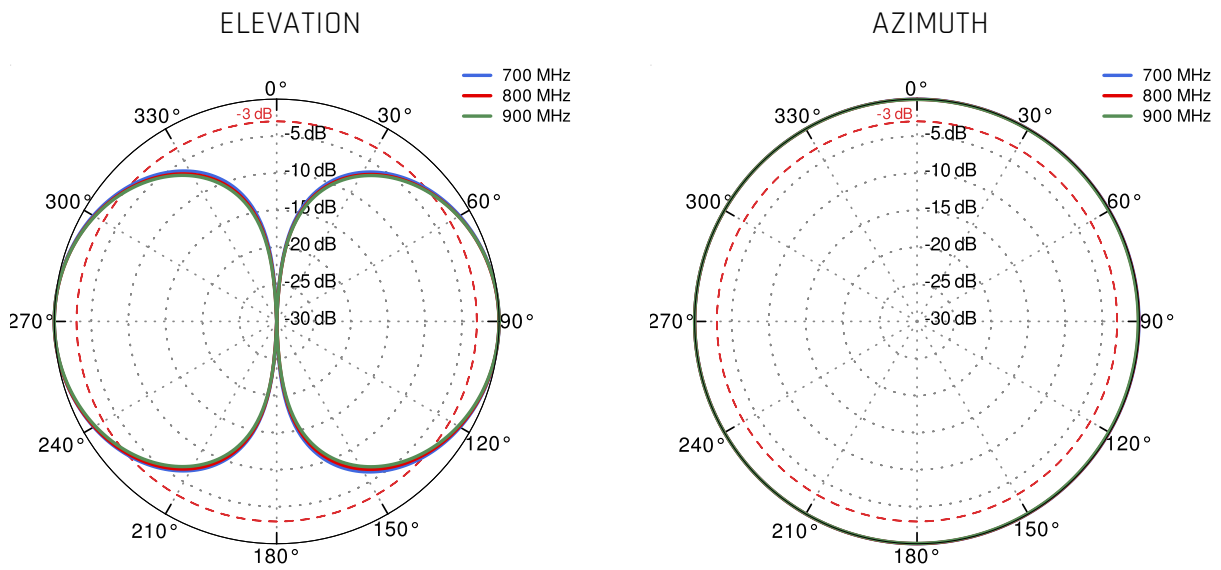 ELEVATION
700 MHz
800 MHz
900 MHz
0°
-3 dB
30°
330°
-5 dB
-10 dB
300°
60°
-15 dB
-20 dB
-25 dB
-30 dB
270°
90°
240°
120°
210°
150°
180°
AZIMUTH
700 MHz
800 MHz
900 MHz
0°
-3 dB
30°
330°
-5 dB
-10 dB
300°
60°
-15 dB
-20 dB
-25 dB
-30 dB
270°
90°
240°
120°
210°
150°
180°